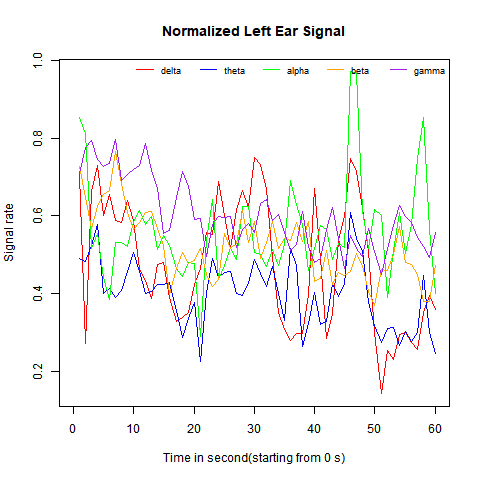 Normalized Left Ear Signal
delta theta alpha beta gamma
1.0
0.8
0.6
0.4
0.2
Signal rate
0 10 20 30 40 50 60
Time in second(starting from 0 s)